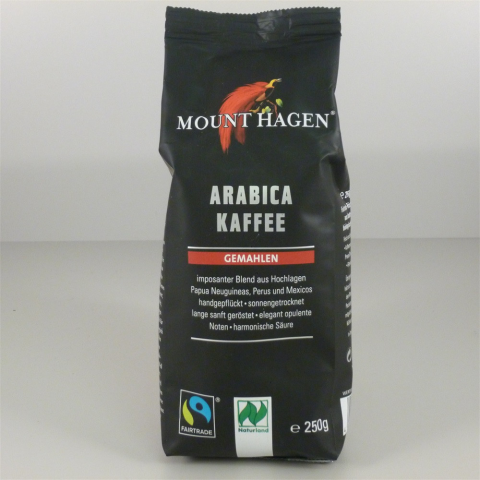 MOUNT HAGEN®
ARABICA
KAFFEE
GEMAHLEN
imposanter Blend aus Hochlagen
Papua Neuguineas, Perus und Mexicos
handgepflückt • sonnengetrocknet
lange sanft geröstet • elegant opulente
Noten • harmonische Säure
FAIRTRADE
Naturland
e 250g